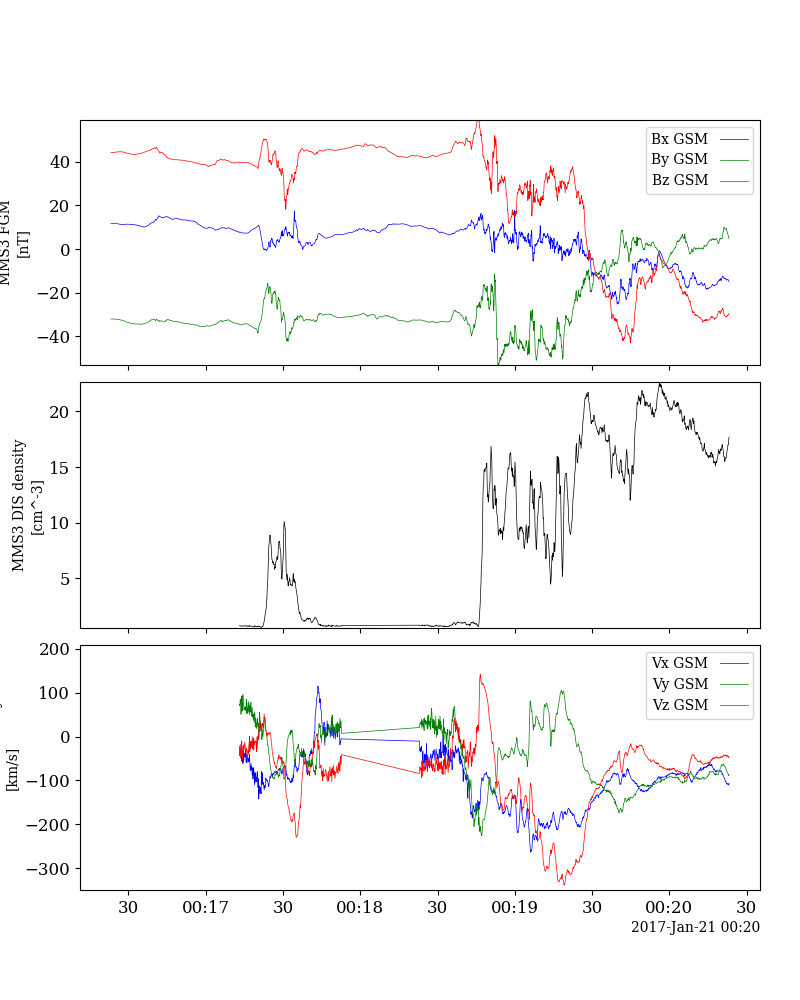 MMS3 FGM
[nT]
40
20
0
−20
−40
Bx GSM
By GSM
Bz GSM
MMS3 DIS density
[cm^-3]
20
15
10
5
[km/s]
200
100
0
−100
−200
−300
Vx GSM
Vy GSM
Vz GSM
30 00:17 30 00:18 30 00:19 30 00:20 30
2017-Jan-21 00:20